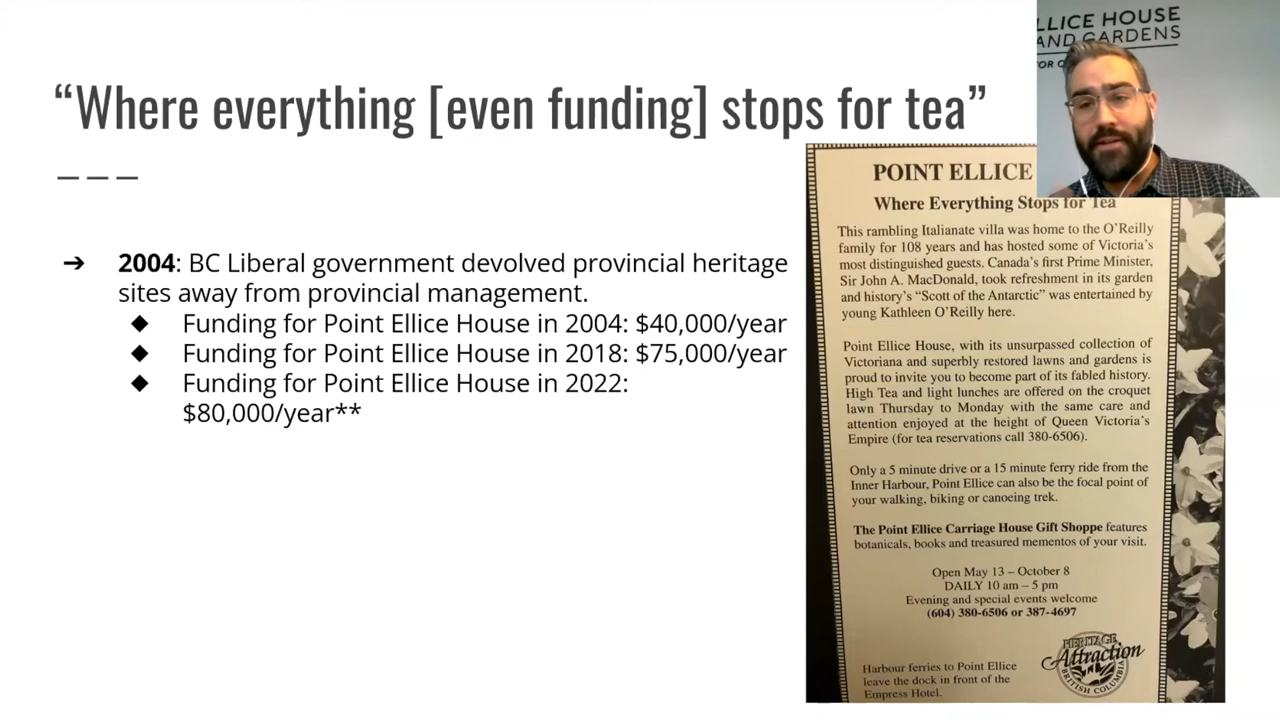 “Where everything [even funding] stops for tea”
➔ 2004: BC Liberal government devolved provincial heritage
sites away from provincial management.
◆ Funding for Point Ellice House in 2004: $40,000/year
◆ Funding for Point Ellice House in 2018: $75,000/year
◆ Funding for Point Ellice House in 2022:
$80,000/year**
LLICE HOUSE
AND GARDENS
POINT ELLICE
Where Everything Stops for Tea
This rambling Italianate villa was home to the O’Reilly
family for 108 years and has hosted some of Victoria’s
most distinguished guests. Canada’s first Prime Minister,
Sir John A. MacDonald, took refreshment in its garden
and history’s “Scott of the Antarctic” was entertained by
young Kathleen O’Reilly here.
Point Ellice House, with its unsurpassed collection of
Victoriana and superbly restored lawns and gardens is
proud to invite you to become part of its fabled history.
High Tea and light lunches are offered on the croquet
lawn Thursday to Monday with the same care and
attention enjoyed at the height of Queen Victoria’s
Empire (for tea reservations call 380-6506).
Only a 5 minute drive or a 15 minute ferry ride from the
Inner Harbour, Point Ellice can also be the focal point of
your walking, biking or canoeing trek.
The Point Ellice Carriage House Gift Shoppe features
botanicals, books and treasured mementos of your visit.
Open May 13 – October 8
DAILY 10 am – 5 pm
Evening and special events welcome
(604) 380-6506 or 387-4697
Harbour ferries to Point Ellice
leave the dock in front of the
Empress Hotel.
HERITAGE
Attraction
BRITISH COLUMBIA